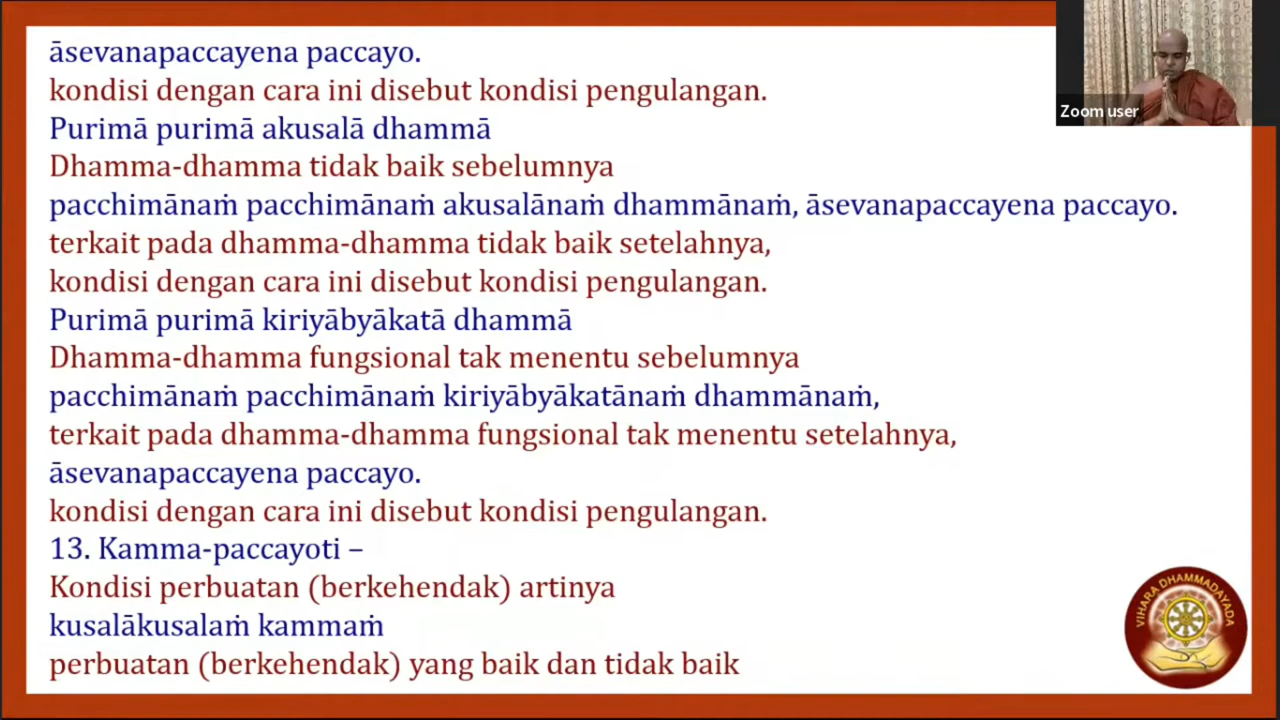 āsevanapaccayena paccayo.
kondisi dengan cara ini disebut kondisi pengulangan.
Purimā purimā akusalā dhammā
Dhamma-dhamma tidak baik sebelumnya
pacchimānaṁ pacchimānaṁ akusalānaṁ dhammānaṁ, āsevanapaccayena paccayo.
terkait pada dhamma-dhamma tidak baik setelahnya,
kondisi dengan cara ini disebut kondisi pengulangan.
Purimā purimā kiriyābyākatā dhammā
Dhamma-dhamma fungsional tak menentu sebelumnya
pacchimānaṁ pacchimānaṁ kiriyābyākatānaṁ dhammānaṁ,
terkait pada dhamma-dhamma fungsional tak menentu setelahnya,
āsevanapaccayena paccayo.
kondisi dengan cara ini disebut kondisi pengulangan.
13. Kamma-paccayoti –
Kondisi perbuatan (berkehendak) artinya
kusalākusalaṁ kammaṁ
perbuatan (berkehendak) yang baik dan tidak baik
Zoom user
VIHARA DHAMMADAYADA